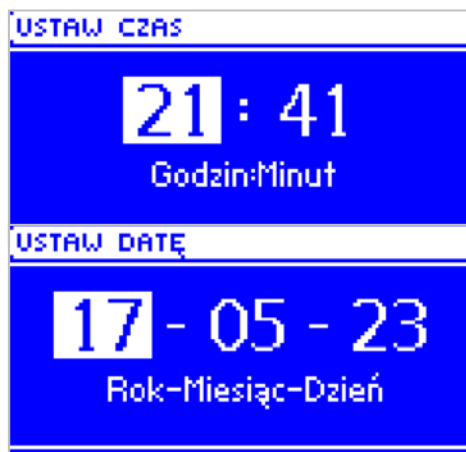 USTAW CZAS
21 : 41
Godzin:Minut
USTAW DATĘ
17 - 05 - 23
Rok-Miesiąc-Dzień